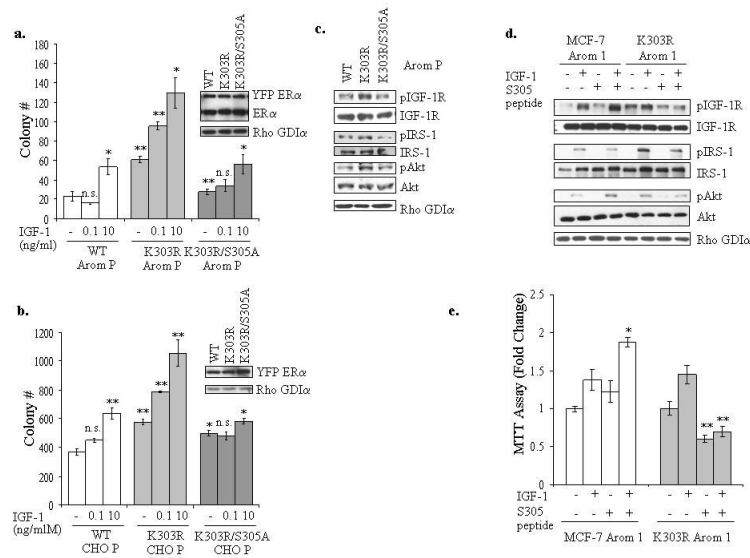 a.
Colony #
180
160
140
120
100
80
60
40
20
0
n.s.
*
**
**
*
**
n.s.
*
WT
K303R
K303R/S305A
YFP ERα
ERα
Rho GDIα
IGF-1
(ng/ml)
- 0.1 10 - 0.1 10 - 0.1 10
WT
Arom P
K303R
Arom P
K303R/S305A
Arom P
b.
Colony #
1200
1000
800
600
400
200
0
n.s.
**
**
**
**
*
n.s.
*
WT
K303R
K303R/S305A
YFP ERα
Rho GDIα
IGF-1
(ng/mlM)
- 0.1 10 - 0.1 10 - 0.1 10
WT
CHO P
K303R
CHO P
K303R/S305A
CHO P
c.
WT
K303R
K303R/S305A
Arom P
pIGF-1R
IGF-1R
pIRS-1
IRS-1
pAkt
Akt
Rho GDIα
d.
MCF-7
Arom 1
K303R
Arom 1
IGF-1 - + - + - + - +
S305
peptide
- - + + - - + +
pIGF-1R
IGF-1R
pIRS-1
IRS-1
pAkt
Akt
Rho GDIα
e.
MTT Assay (Fold Change)
2.5
2
1.5
1
0.5
0
*
**
**
IGF-1 - + - + - + - +
S305
peptide
- - + + - - + +
MCF-7 Arom 1
K303R Arom 1